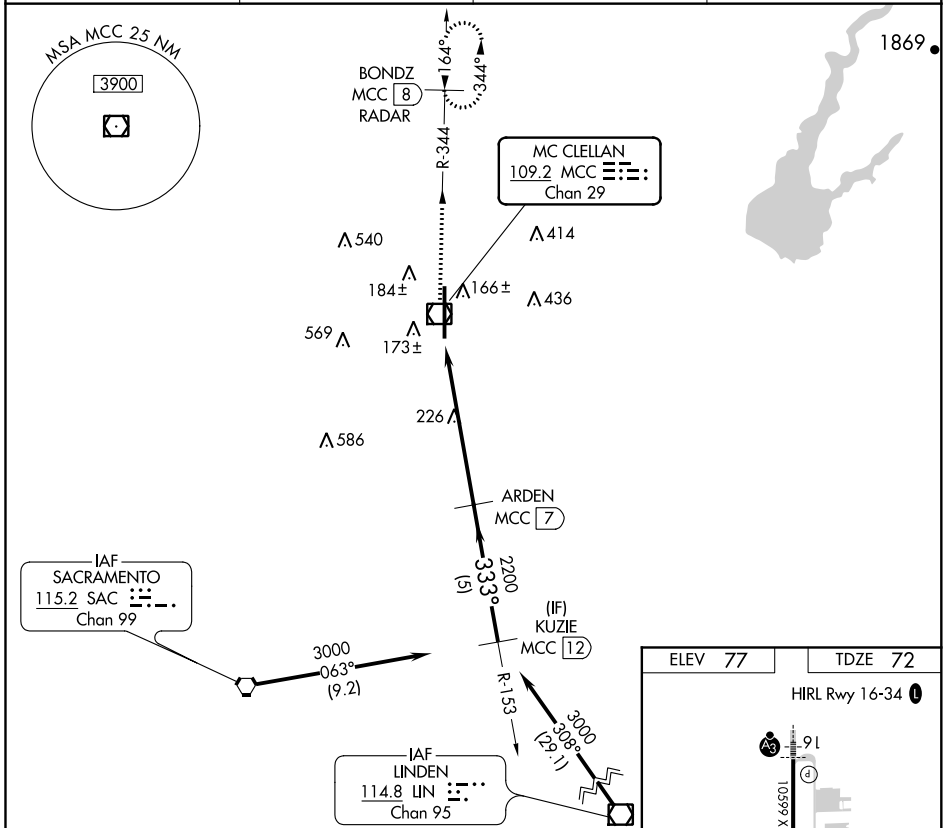 MSA MCC 25 NM
3900
1869
BONDZ
MCC 8
RADAR
164°
344°
R-344
MC CLELLAN
109.2 MCC
Chan 29
540
414
184±
166±
436
569
173±
226
586
ARDEN
MCC 7
2200
333°
(5)
IAF
SACRAMENTO
115.2 SAC
Chan 99
(IF)
KUZIE
MCC 12
3000
063°
(9.2)
R-153
3000
308°
(29.1)
IAF
LINDEN
114.8 LIN
Chan 95
ELEV 77
TDZE 72
HIRL Rwy 16-34 L
A3
16
P
10599 X